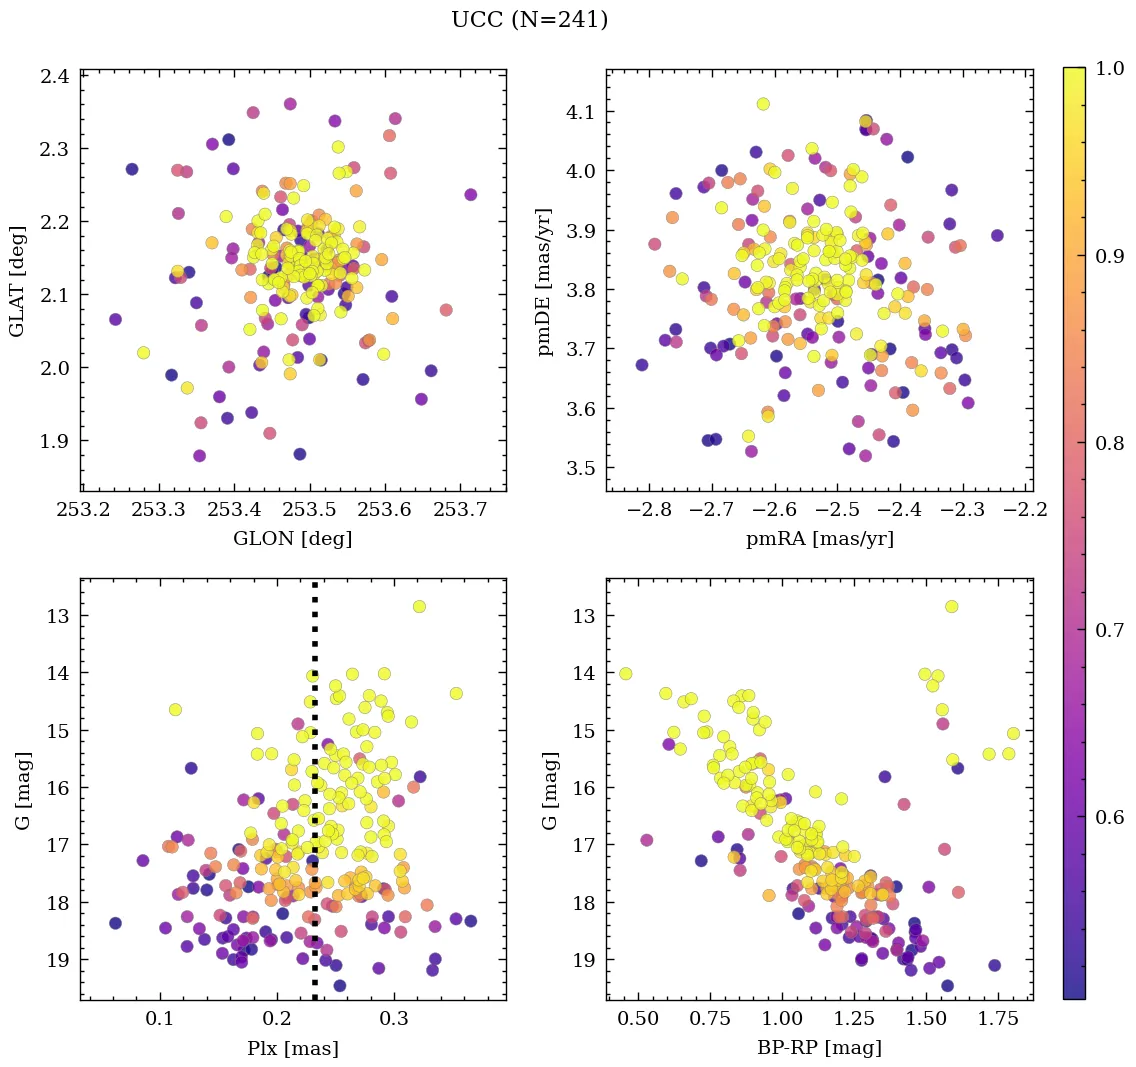 UCC (N=241)
2.4
2.3
2.2
2.1
2.0
1.9
GLAT [deg]
253.2 253.3 253.4 253.5 253.6 253.7
GLON [deg]
4.1
4.0
3.9
3.8
3.7
3.6
3.5
pmDE [mas/yr]
−2.8 −2.7 −2.6 −2.5 −2.4 −2.3 −2.2
pmRA [mas/yr]
13
14
15
16
17
18
19
G [mag]
0.1 0.2 0.3
Plx [mas]
13
14
15
16
17
18
19
G [mag]
0.50 0.75 1.00 1.25 1.50 1.75
BP-RP [mag]
1.0
0.9
0.8
0.7
0.6